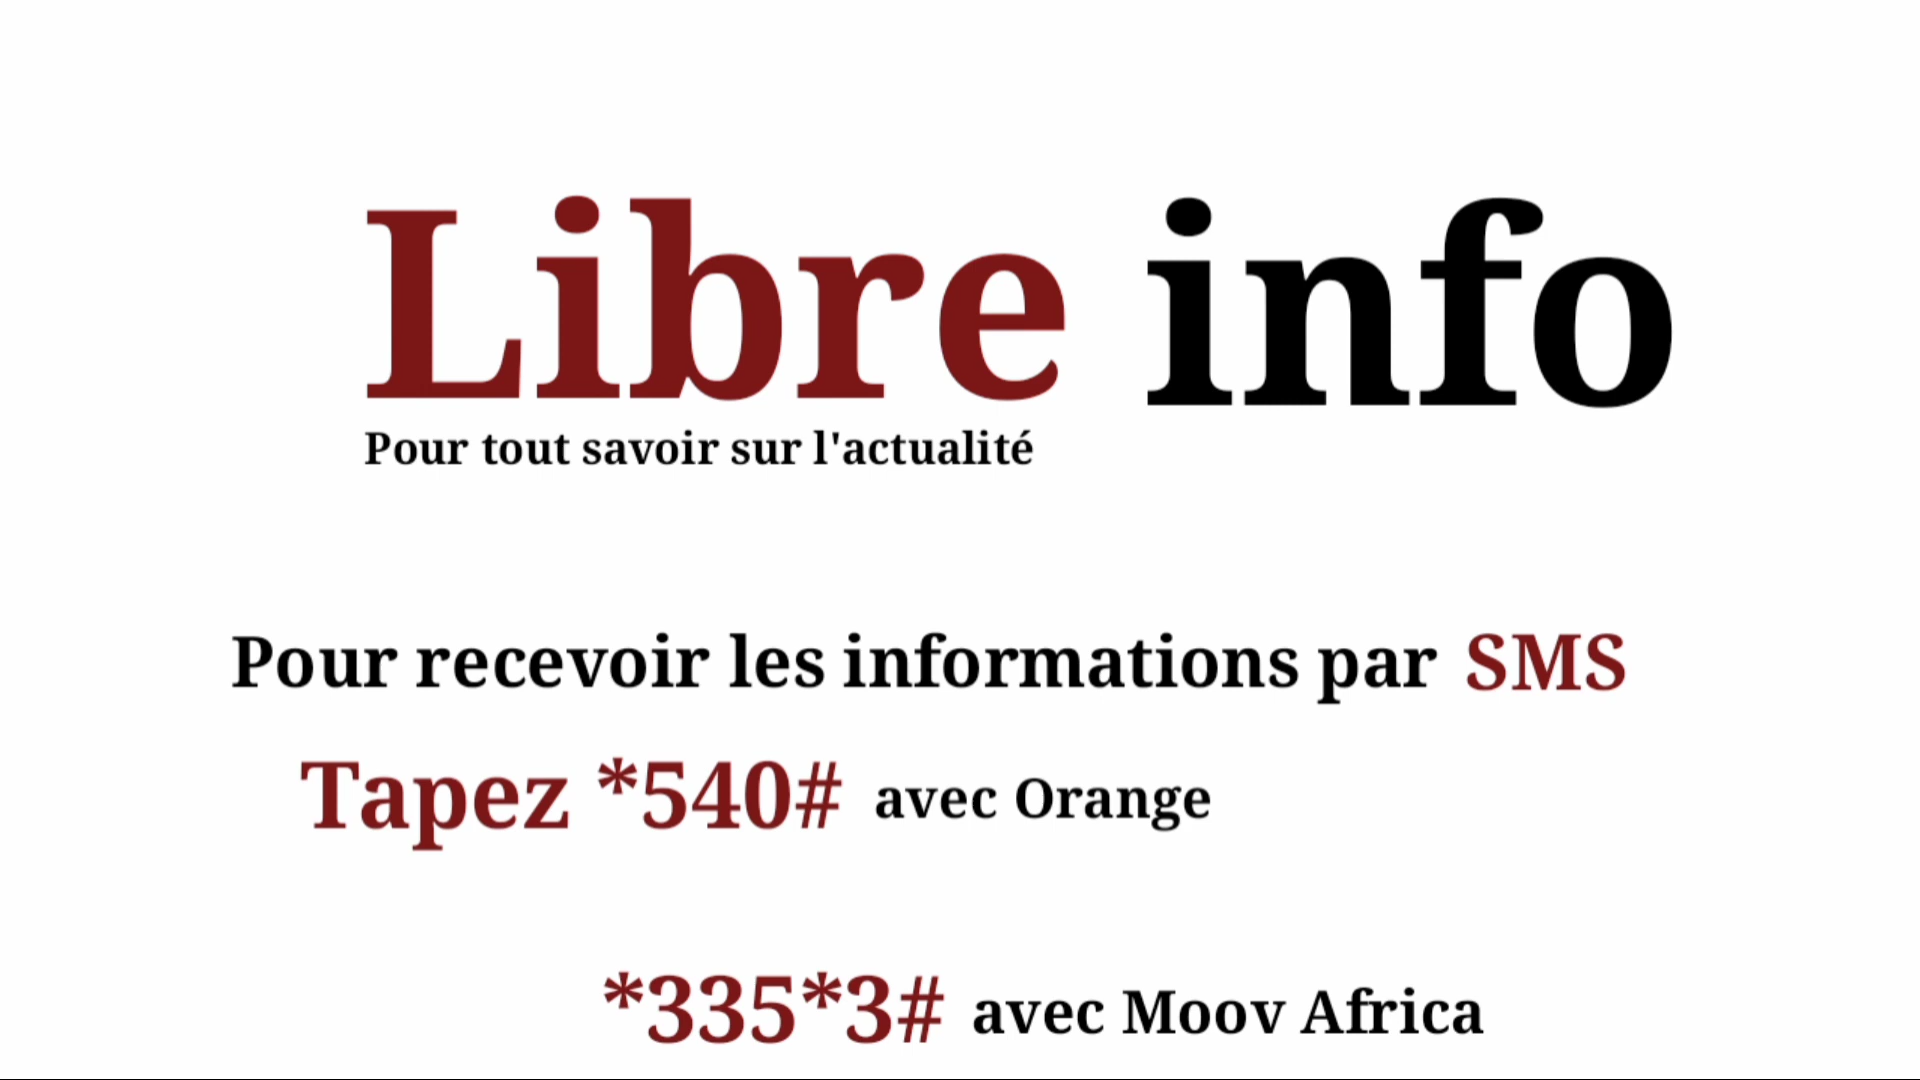 Libre info
Pour tout savoir sur l'actualité
Pour recevoir les informations par SMS
Tapez *540# avec Orange
*335*3# avec Moov Africa